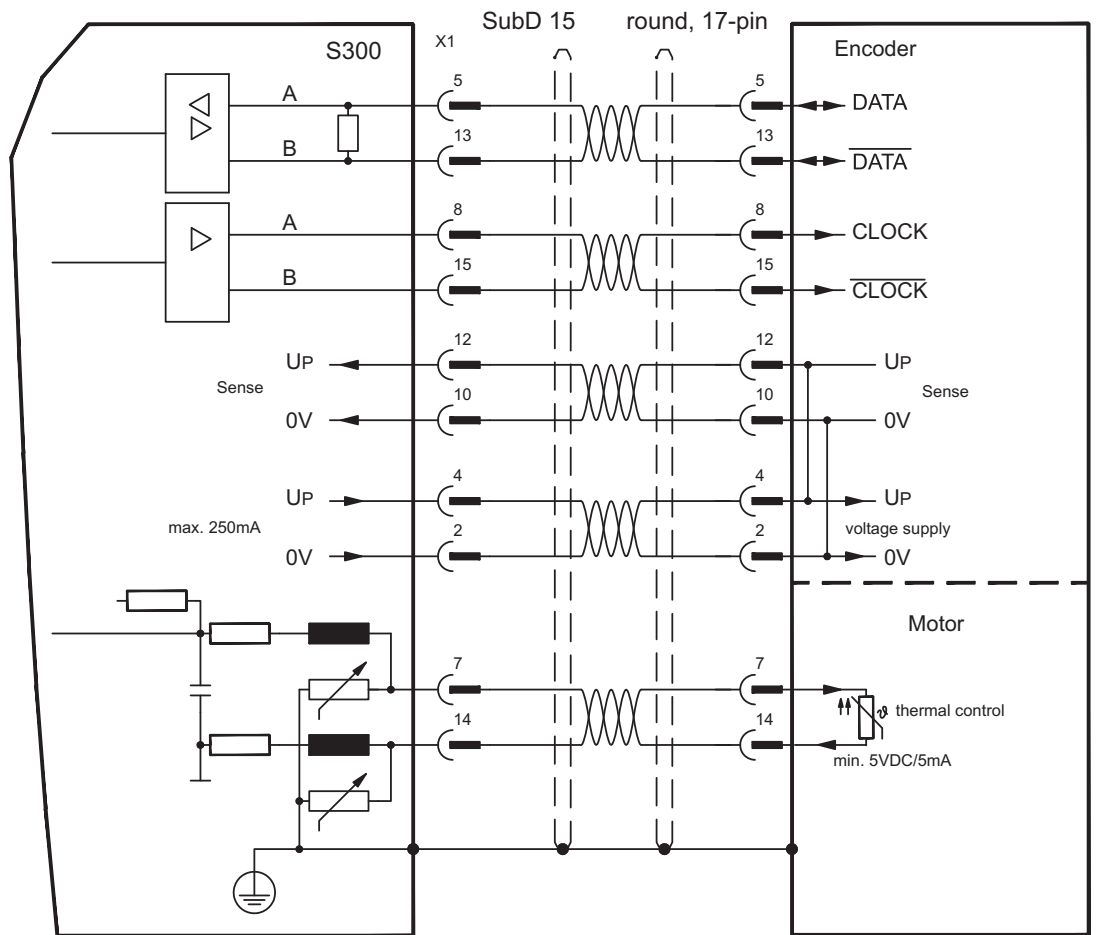 SubD 15
round, 17-pin
S300
X1
Encoder
A
5
5
DATA
B
13
13
DATA
A
8
8
CLOCK
B
15
15
CLOCK
UP
12
12
UP
Sense
Sense
0V
10
10
0V
UP
4
4
UP
max. 250mA
voltage supply
0V
2
2
0V
Motor
7
7
ϑ thermal control
14
14
min. 5VDC/5mA